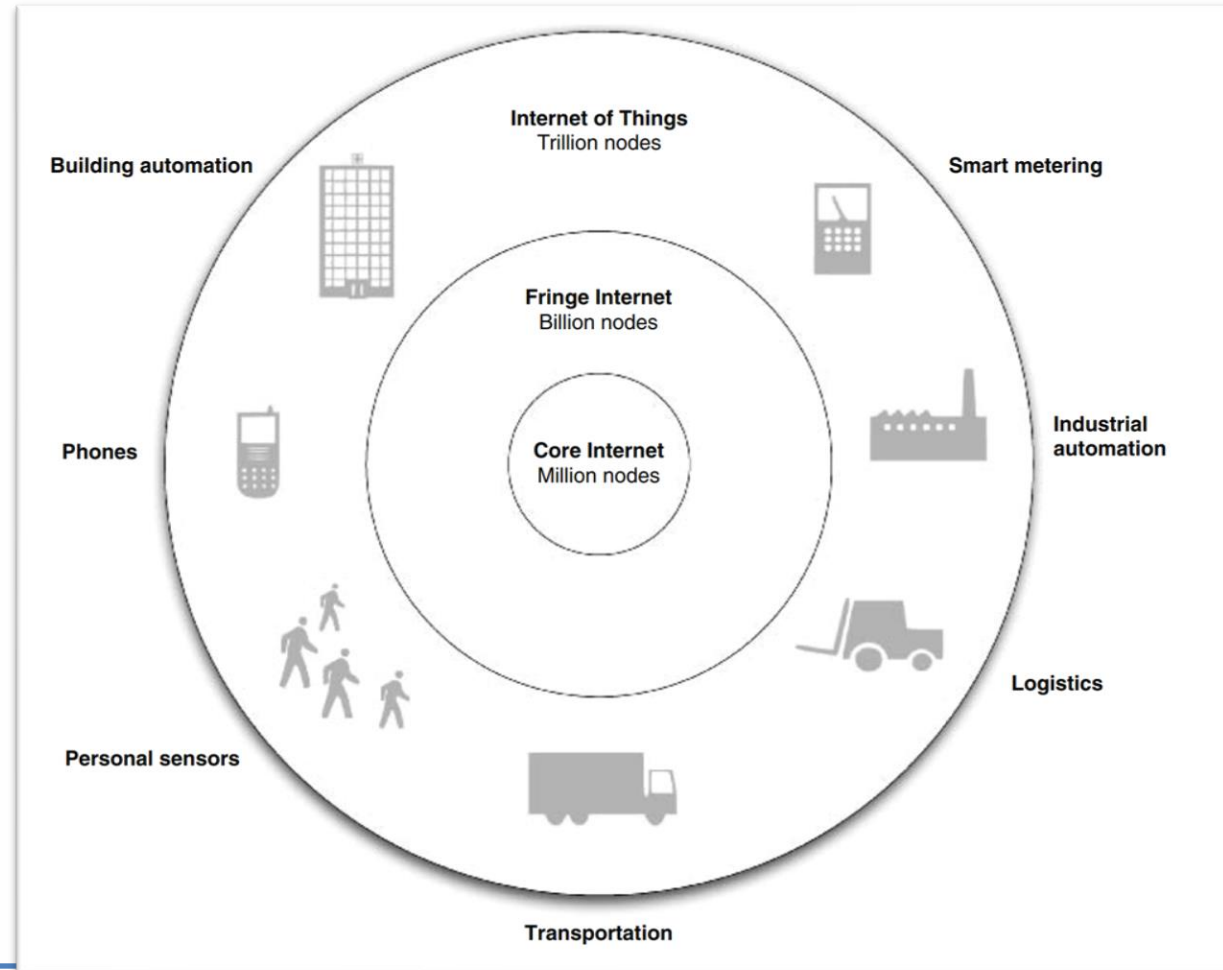 Internet of Things
Trillion nodes
Building automation
Smart metering
Fringe Internet
Billion nodes
Core Internet
Million nodes
Phones
Industrial
automation
Logistics
Personal sensors
Transportation